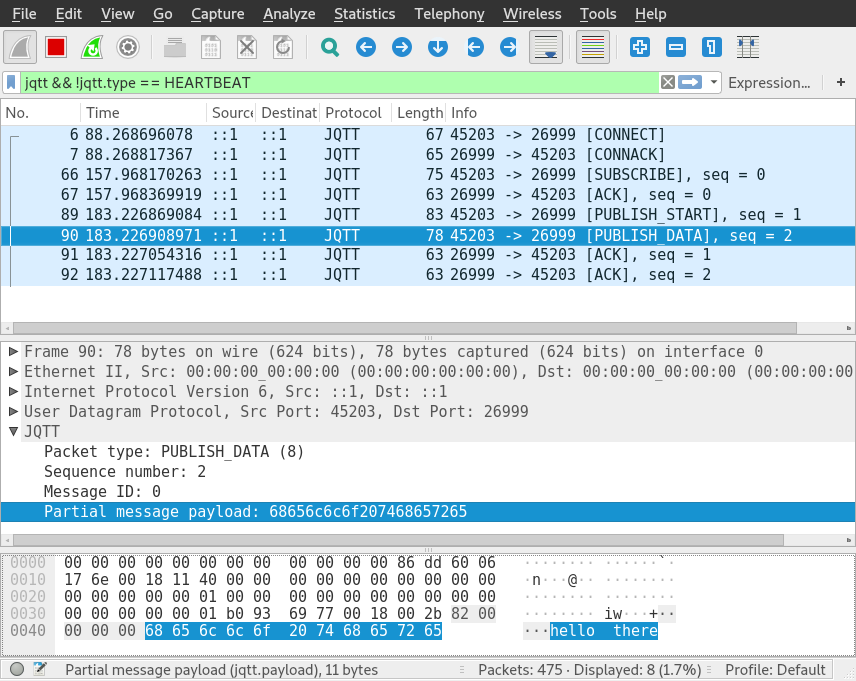 File Edit View Go Capture Analyze Statistics Telephony Wireless Tools Help
jqtt && !jqtt.type == HEARTBEAT Expression... +
No. Time Source Destinat Protocol Length Info
6 88.268696078 ::1 ::1 JQTT 67 45203 -> 26999 [CONNECT]
7 88.268817367 ::1 ::1 JQTT 65 26999 -> 45203 [CONNACK]
66 157.968170263 ::1 ::1 JQTT 75 45203 -> 26999 [SUBSCRIBE], seq = 0
67 157.968369919 ::1 ::1 JQTT 63 26999 -> 45203 [ACK], seq = 0
89 183.226869084 ::1 ::1 JQTT 83 45203 -> 26999 [PUBLISH_START], seq = 1
90 183.226908971 ::1 ::1 JQTT 78 45203 -> 26999 [PUBLISH_DATA], seq = 2
91 183.227054316 ::1 ::1 JQTT 63 26999 -> 45203 [ACK], seq = 1
92 183.227117488 ::1 ::1 JQTT 63 26999 -> 45203 [ACK], seq = 2
Frame 90: 78 bytes on wire (624 bits), 78 bytes captured (624 bits) on interface 0
Ethernet II, Src: 00:00:00_00:00:00 (00:00:00:00:00:00), Dst: 00:00:00_00:00:00 (00:00:00:00
Internet Protocol Version 6, Src: ::1, Dst: ::1
User Datagram Protocol, Src Port: 45203, Dst Port: 26999
JQTT
Packet type: PUBLISH_DATA (8)
Sequence number: 2
Message ID: 0
Partial message payload: 68656c6c6f207468657265
0000 00 00 00 00 00 00 00 00 00 00 00 00 86 dd 60 06 ········ ······`·
0010 17 6e 00 18 11 40 00 00 00 00 00 00 00 00 00 00 ·n···@·· ········
0020 00 00 00 00 00 01 00 00 00 00 00 00 00 00 00 00 ········ ········
0030 00 00 00 00 00 01 b0 93 69 77 00 18 00 2b 82 00 ········ iw···+··
0040 00 00 00 68 65 6c 6c 6f 20 74 68 65 72 65 ···hello there
Partial message payload (jqtt.payload), 11 bytes Packets: 475 · Displayed: 8 (1.7%) Profile: Default